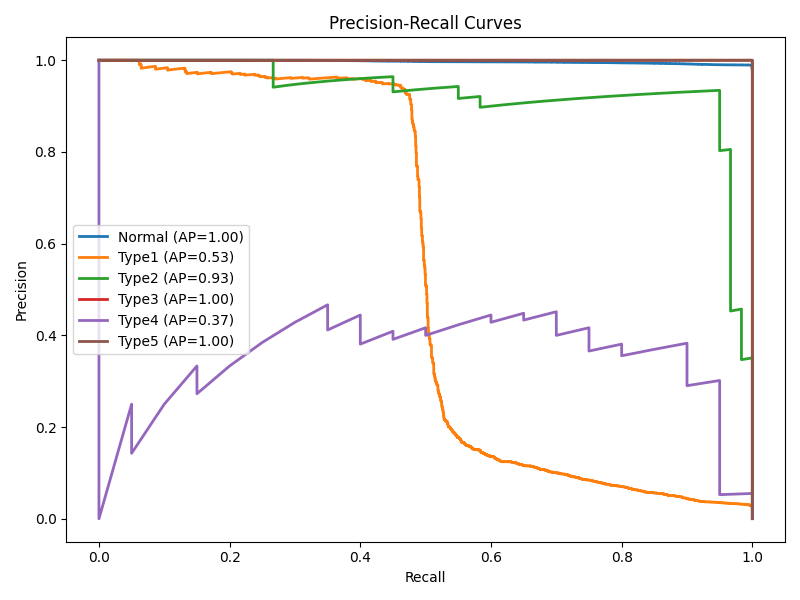 Precision-Recall Curves
Precision
1.0
0.8
0.6
0.4
0.2
0.0
Normal (AP=1.00)
Type1 (AP=0.53)
Type2 (AP=0.93)
Type3 (AP=1.00)
Type4 (AP=0.37)
Type5 (AP=1.00)
0.0 0.2 0.4 0.6 0.8 1.0
Recall